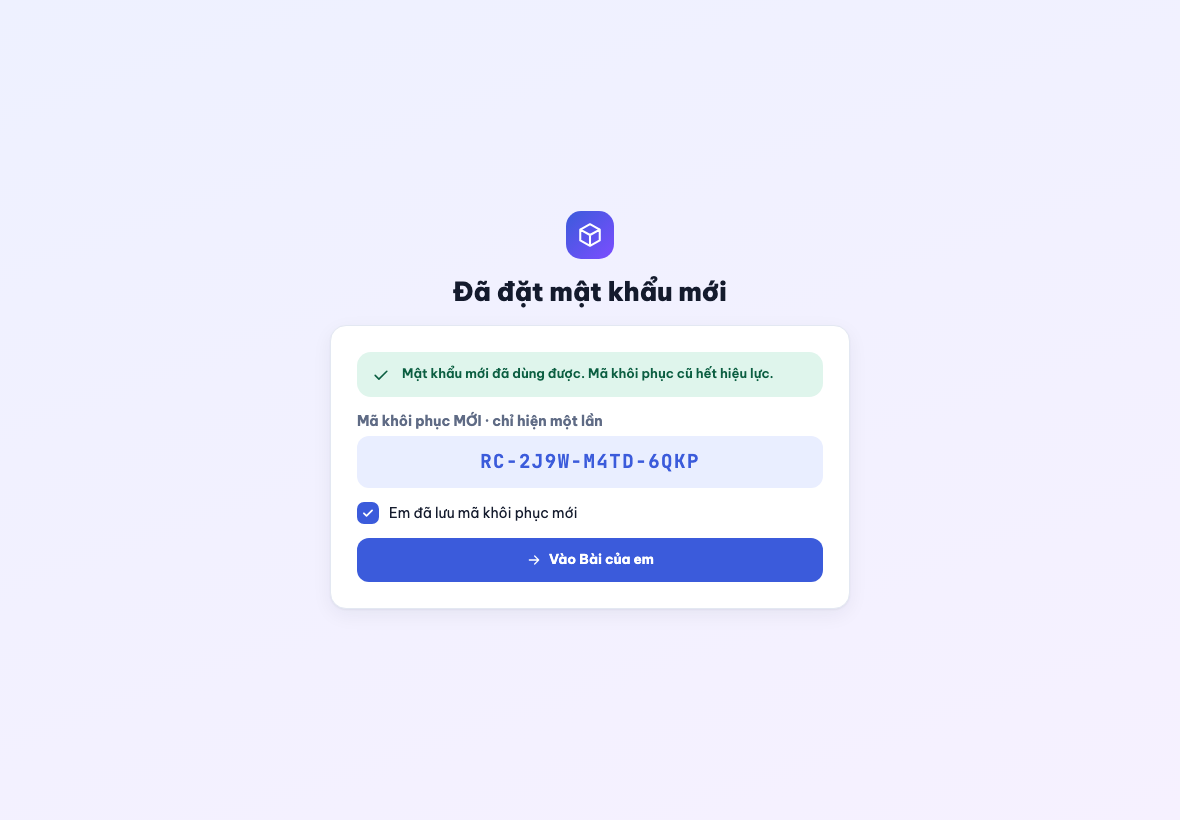 Đã đặt mật khẩu mới
Mật khẩu mới đã dùng được. Mã khôi phục cũ hết hiệu lực.
Mã khôi phục MỚI · chỉ hiện một lần
RC-2J9W-M4TD-6QKP
Em đã lưu mã khôi phục mới
→ Vào Bài của em